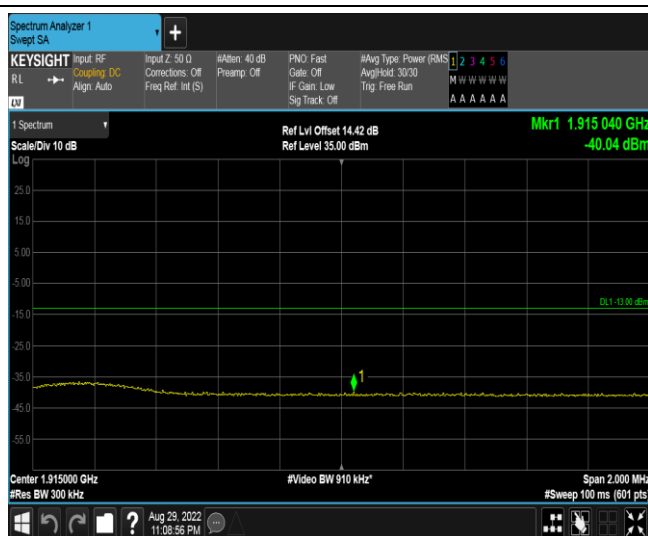 Spectrum Analyzer 1
Swept SA
+
KEYSIGHT Input: RF Input Z: 50 Ω #Atten: 40 dB PNO: Fast #Avg Type: Power (RMS 1 2 3 4 5 6
RL Coupling: DC Corrections: Off Preamp: Off Gate: Off Avg|Hold: 30/30 M W W W W W
Align: Auto Freq Ref: Int (S) IF Gain: Low Trig: Free Run
Sig Track: Off A A A A A A
1 Spectrum Ref Lvl Offset 14.42 dB Mkr1 1.915 040 GHz
Scale/Div 10 dB Ref Level 35.00 dBm -40.04 dBm
Log
25.0
15.0
5.00
-5.00
DL1 -13.00 dBm
-15.0
-25.0
-35.0
1
-45.0
-55.0
Center 1.915000 GHz #Video BW 910 kHz* Span 2.000 MHz
#Res BW 300 kHz #Sweep 100 ms (601 pts)
? Aug 29, 2022
11:08:56 PM